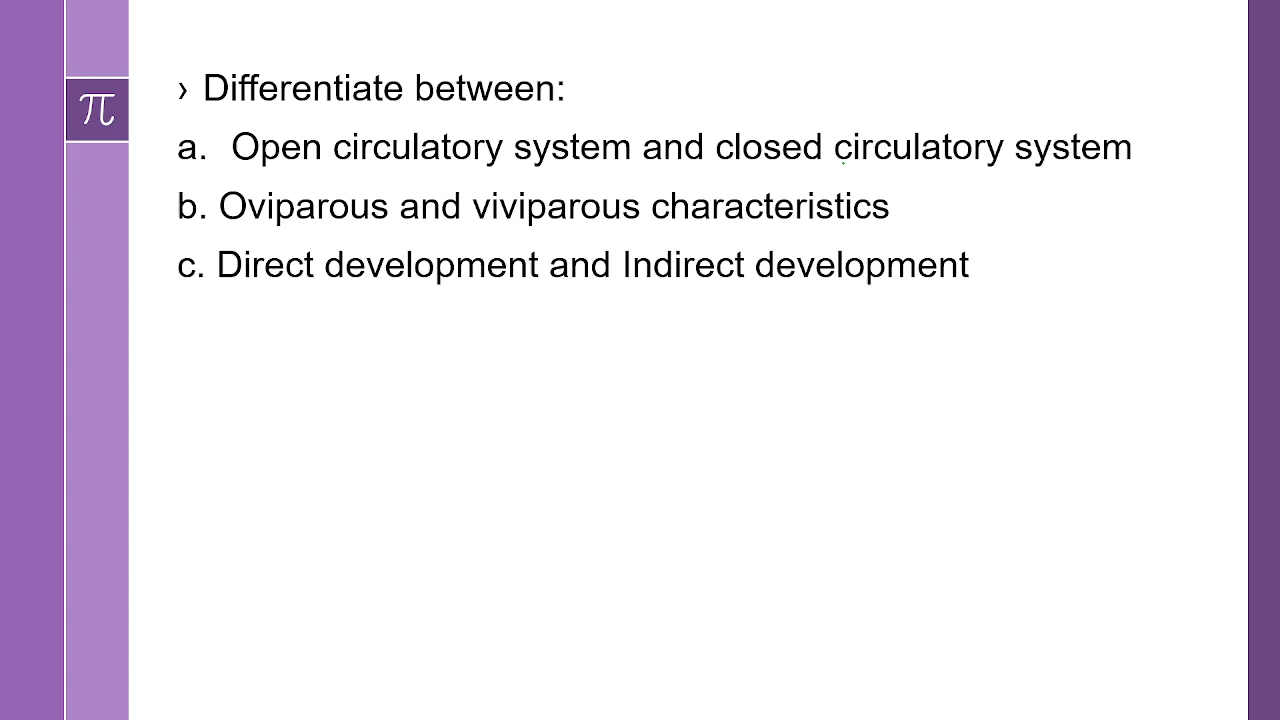 π
› Differentiate between:
a. Open circulatory system and closed circulatory system
b. Oviparous and viviparous characteristics
c. Direct development and Indirect development